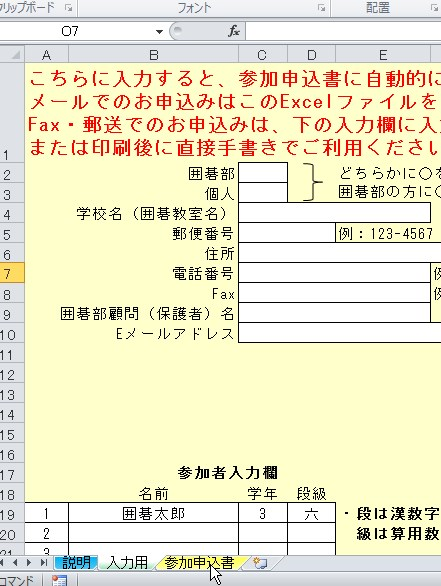 リップボード
フォント
配置
O7
fx
A B C D E
1
こちらに入力すると、参加申込書に自動的に
メールでのお申込みはこのExcelファイルを
Fax・郵送でのお申込みは、下の入力欄に入
または印刷後に直接手書きでご利用ください
2 囲碁部 どちらかに〇を
3 個人 囲碁部の方に〇
4 学校名（囲碁教室名）
5 郵便番号 例：123-4567
6 住所
7 電話番号
8 Fax
9 囲碁部顧問（保護者）名
10 Eメールアドレス
11
12
13
14
15
16
17 参加者入力欄
18 名前 学年 段級
19 1 囲碁太郎 3 六 ・段は漢数字
20 2 級は算用数
21 3
説明 入力用 参加申込書
コマンド